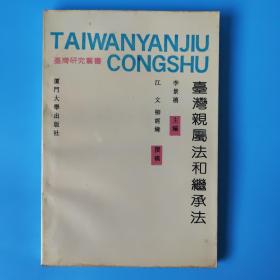 TAIWANYANJIU
CONGSHU
臺灣研究叢書
厦門大學出版社
臺灣親屬法和繼承法
李景禧
主編
江文
柳經緯
撰稿